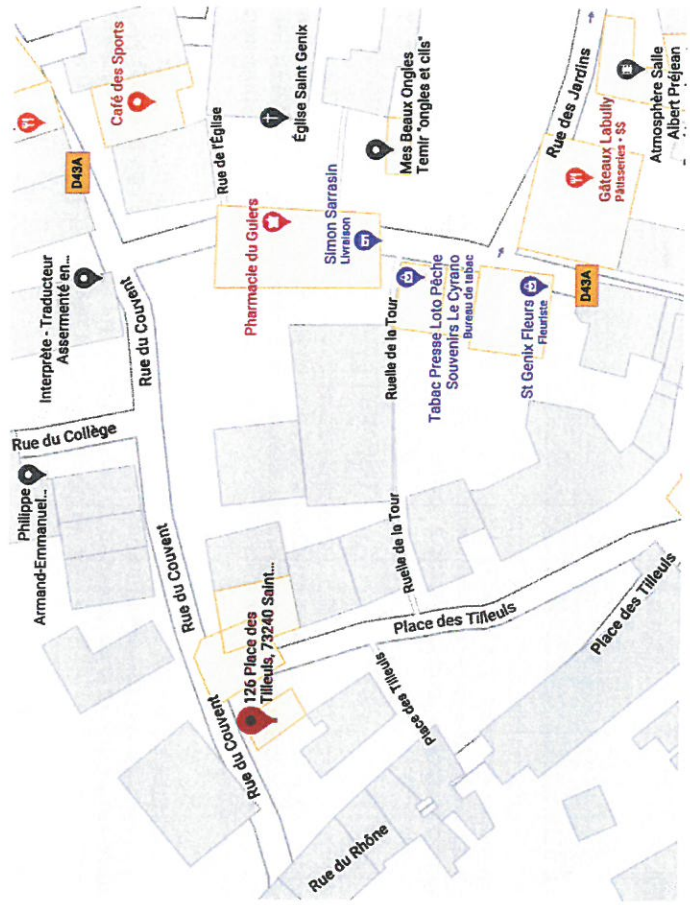 Philippe
Armand-Emmanuel...
Rue du Collège
Interprète - Traducteur
Assermenté en...
D43A
Café des Sports
Rue du Couvent
Rue du Couvent
Rue du Couvent
Rue de l'Église
Église Saint Genix
126 Place des
Tilleuls, 73240 Saint...
Pharmacie du Guiers
Simon Sarrasin
Livraison
Mes Beaux Ongles
Temir "ongles et cils"
Ruelle de la Tour
Ruelle de la Tour
Tabac Presse Loto Pêche
Souvenirs Le Cyrano
Bureau de tabac
Place des Tilleuls
Place des Tilleuls
Rue du Rhône
St Genix Fleurs
Fleuriste
D43A
Rue des Jardins
Gâteaux Labully
Pâtisseries • $$
Atmosphère Salle
Albert Préjean
Place des Tilleuls